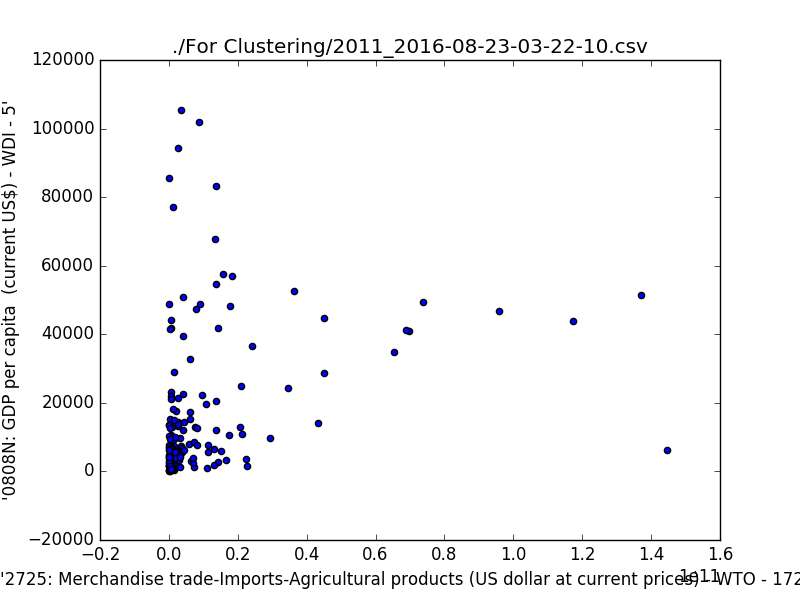 ./For Clustering/2011_2016-08-23-03-22-10.csv
120000
100000
80000
60000
40000
20000
0
−20000
'0808N: GDP per capita  (current US$) - WDI - 5'
−0.2 0.0 0.2 0.4 0.6 0.8 1.0 1.2 1.4 1.6
1e11
'2725: Merchandise trade-Imports-Agricultural products (US dollar at current prices) - WTO - 172